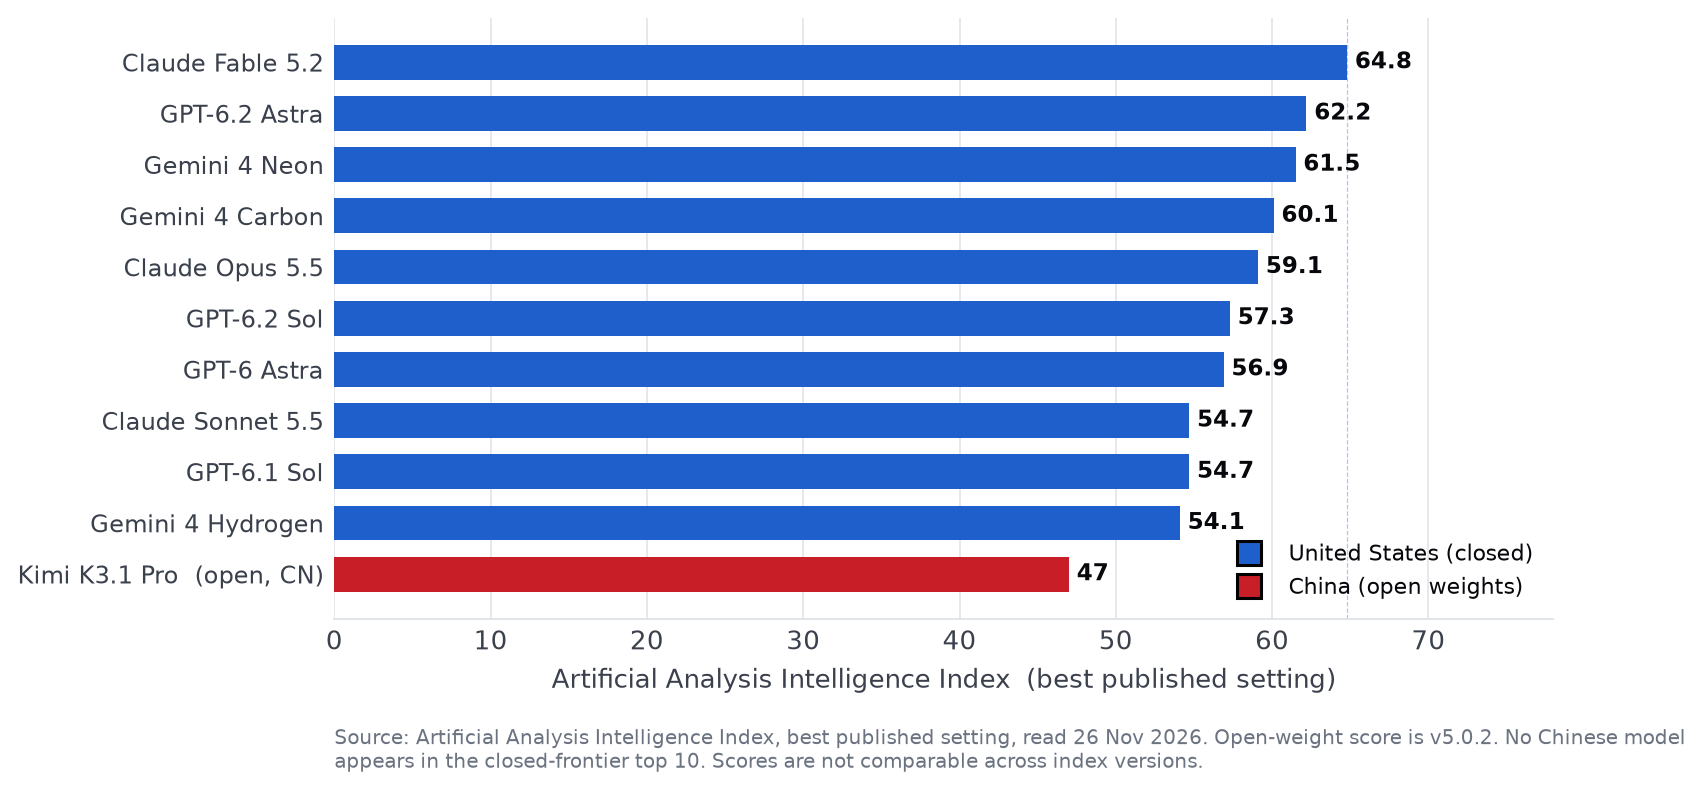 Claude Fable 5.2 64.8
GPT-6.2 Astra 62.2
Gemini 4 Neon 61.5
Gemini 4 Carbon 60.1
Claude Opus 5.5 59.1
GPT-6.2 Sol 57.3
GPT-6 Astra 56.9
Claude Sonnet 5.5 54.7
GPT-6.1 Sol 54.7
Gemini 4 Hydrogen 54.1
Kimi K3.1 Pro (open, CN) 47
United States (closed)
China (open weights)
0 10 20 30 40 50 60 70
Artificial Analysis Intelligence Index (best published setting)
Source: Artificial Analysis Intelligence Index, best published setting, read 26 Nov 2026. Open-weight score is v5.0.2. No Chinese model
appears in the closed-frontier top 10. Scores are not comparable across index versions.